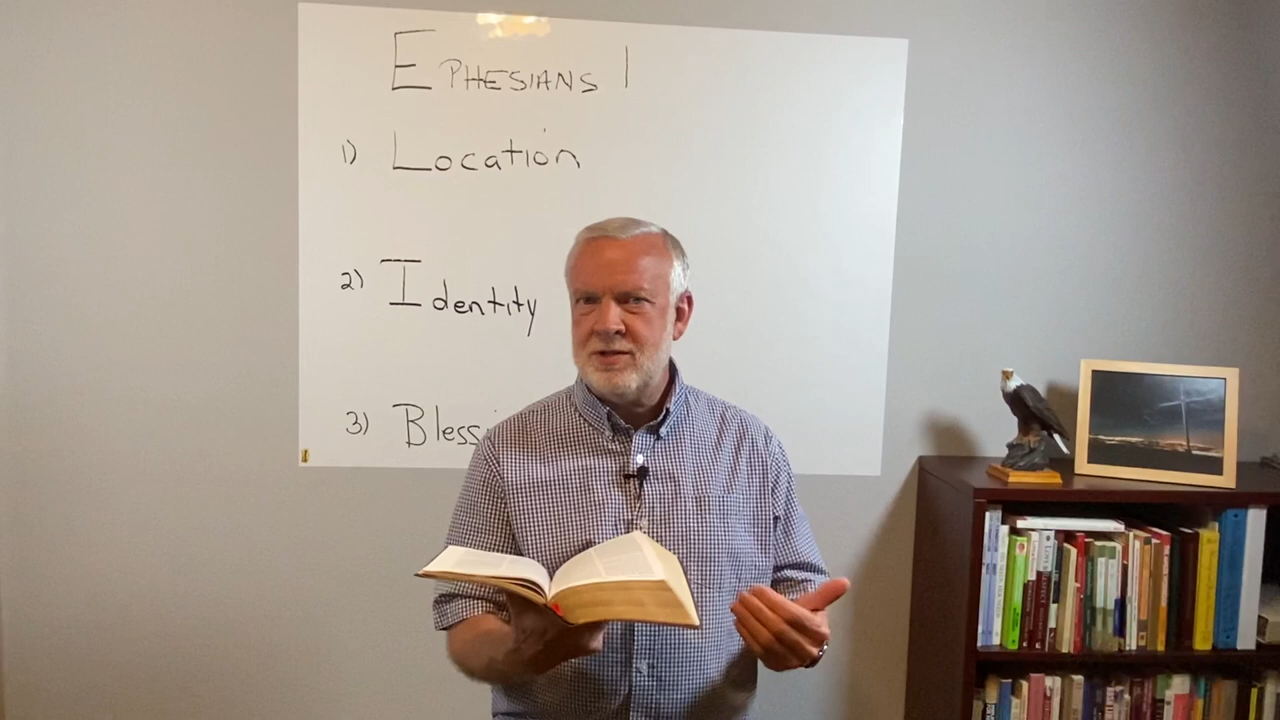 Ephesians 1
1) Location
2) Identity
3) Bless